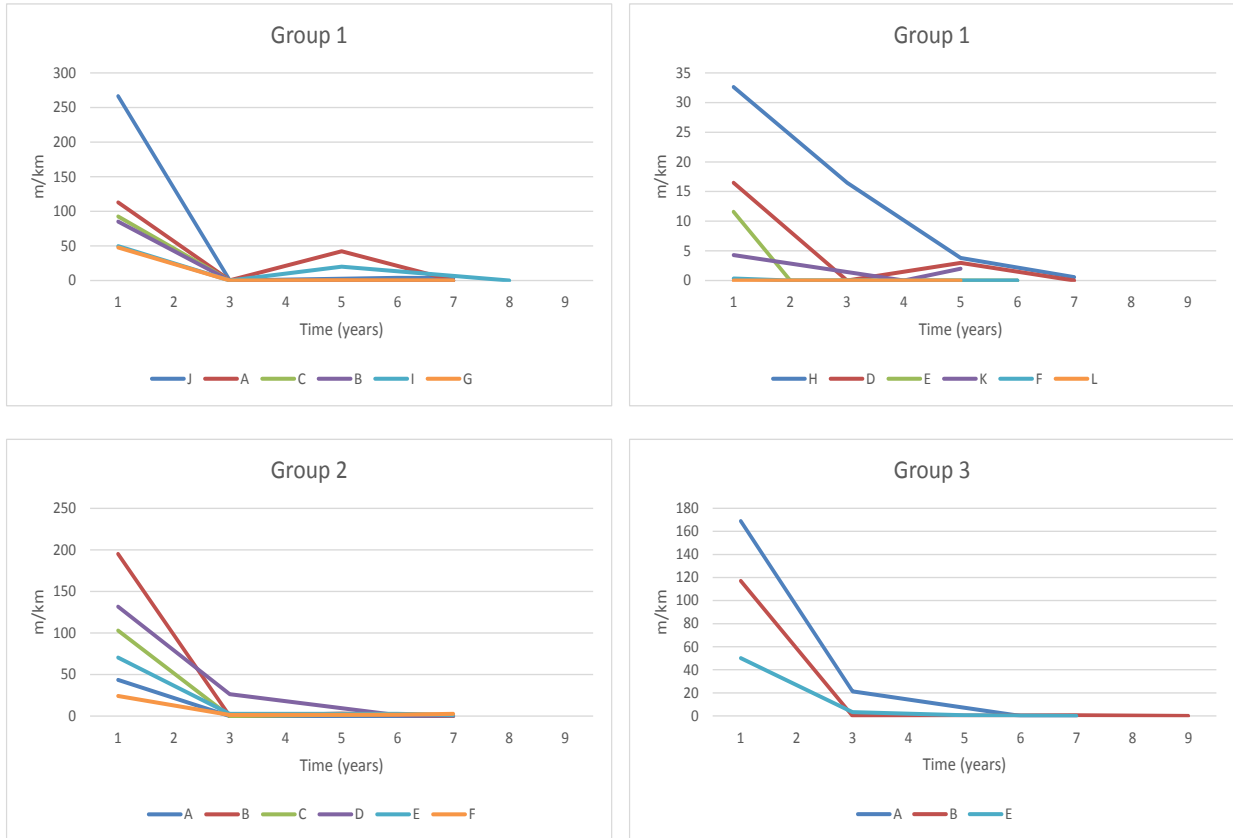 Group 1
300
250
200
150
100
50
0
m/km
1 2 3 4 5 6 7 8 9
Time (years)
J A C B I G
Group 1
35
30
25
20
15
10
5
0
m/km
1 2 3 4 5 6 7 8 9
Time (years)
H D E K F L
Group 2
250
200
150
100
50
0
m/km
1 2 3 4 5 6 7 8 9
Time (years)
A B C D E F
Group 3
180
160
140
120
100
80
60
40
20
0
m/km
1 2 3 4 5 6 7 8 9
Time (years)
A B E